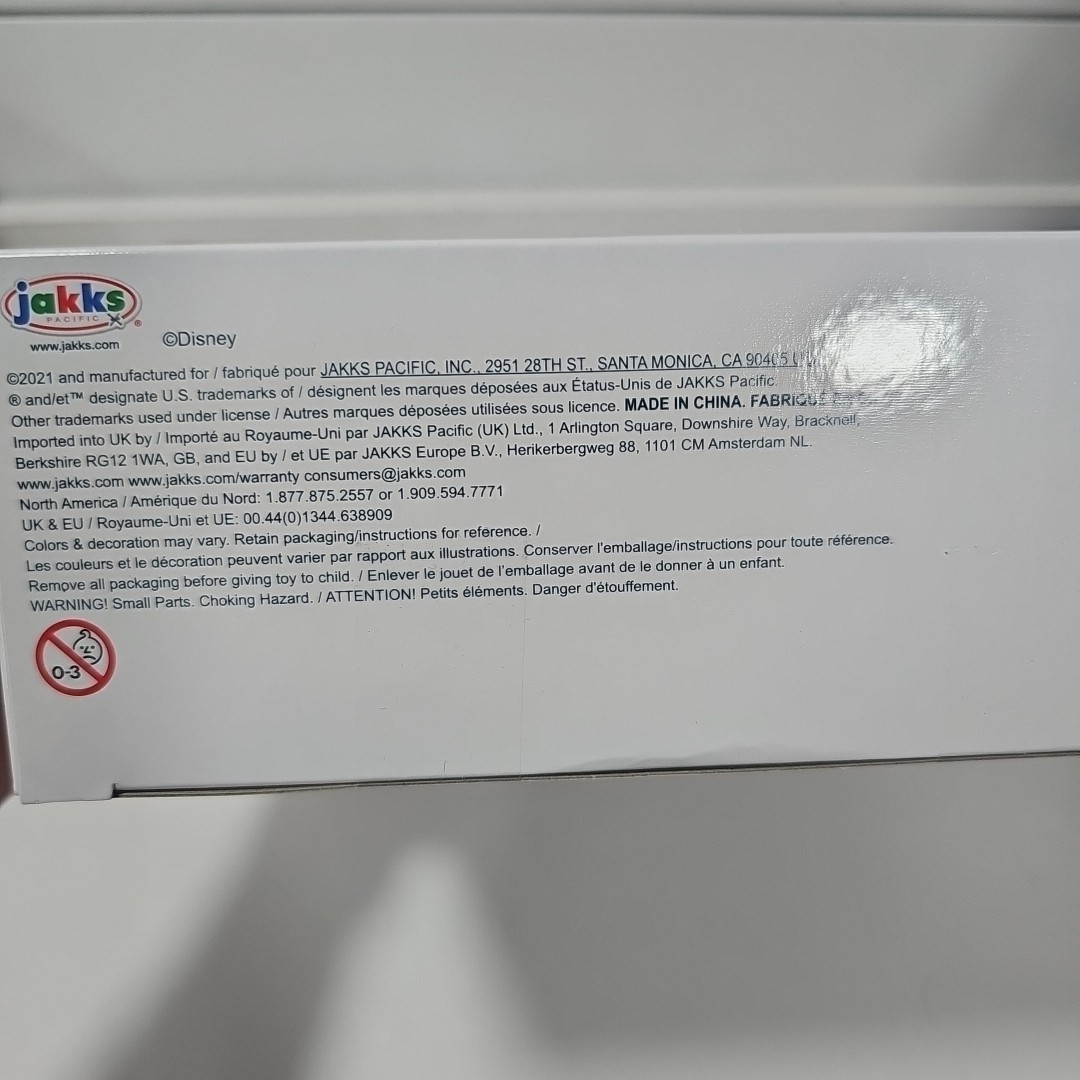 jakks
PACIFIC
®
www.jakks.com
©Disney
©2021 and manufactured for / fabriqué pour JAKKS PACIFIC, INC., 2951 28TH ST., SANTA MONICA, CA 90405
® and/et™ designate U.S. trademarks of / désignent les marques déposées aux États-Unis de JAKKS Pacific.
Other trademarks used under license / Autres marques déposées utilisées sous licence. MADE IN CHINA. FABRIQUÉ
Imported into UK by / Importé au Royaume-Uni par JAKKS Pacific (UK) Ltd., 1 Arlington Square, Downshire Way, Bracknell,
Berkshire RG12 1WA, GB, and EU by / et UE par JAKKS Europe B.V., Herikerbergweg 88, 1101 CM Amsterdam NL.
www.jakks.com www.jakks.com/warranty consumers@jakks.com
North America / Amérique du Nord: 1.877.875.2557 or 1.909.594.7771
UK & EU / Royaume-Uni et UE: 00.44(0)1344.638909
Colors & decoration may vary. Retain packaging/instructions for reference. /
Les couleurs et le décoration peuvent varier par rapport aux illustrations. Conserver l'emballage/instructions pour toute référence.
Remove all packaging before giving toy to child. / Enlever le jouet de l'emballage avant de le donner à un enfant.
WARNING! Small Parts. Choking Hazard. / ATTENTION! Petits éléments. Danger d'étouffement.
0-3